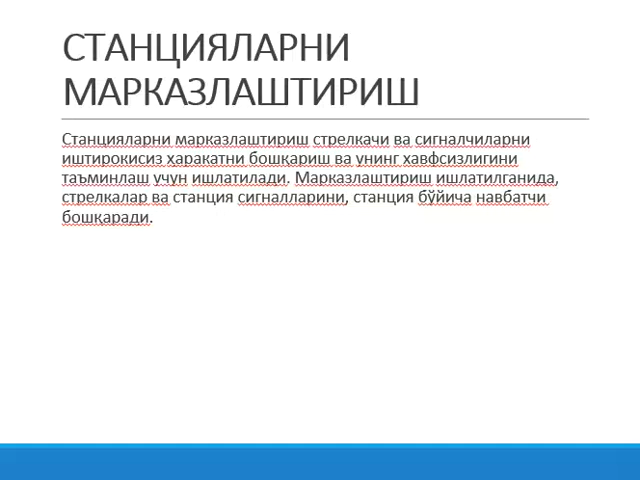 СТАНЦИЯЛАРНИ
МАРКАЗЛАШТИРИШ
Станцияларни марказлаштириш стрелкачи ва сигналчиларни
иштирокисиз ҳаракатни бошқариш ва унинг хавфсизлигини
таъминлаш учун ишлатилади. Марказлаштириш ишлатилганида,
стрелкалар ва станция сигналларини, станция бўйича навбатчи
бошқаради.